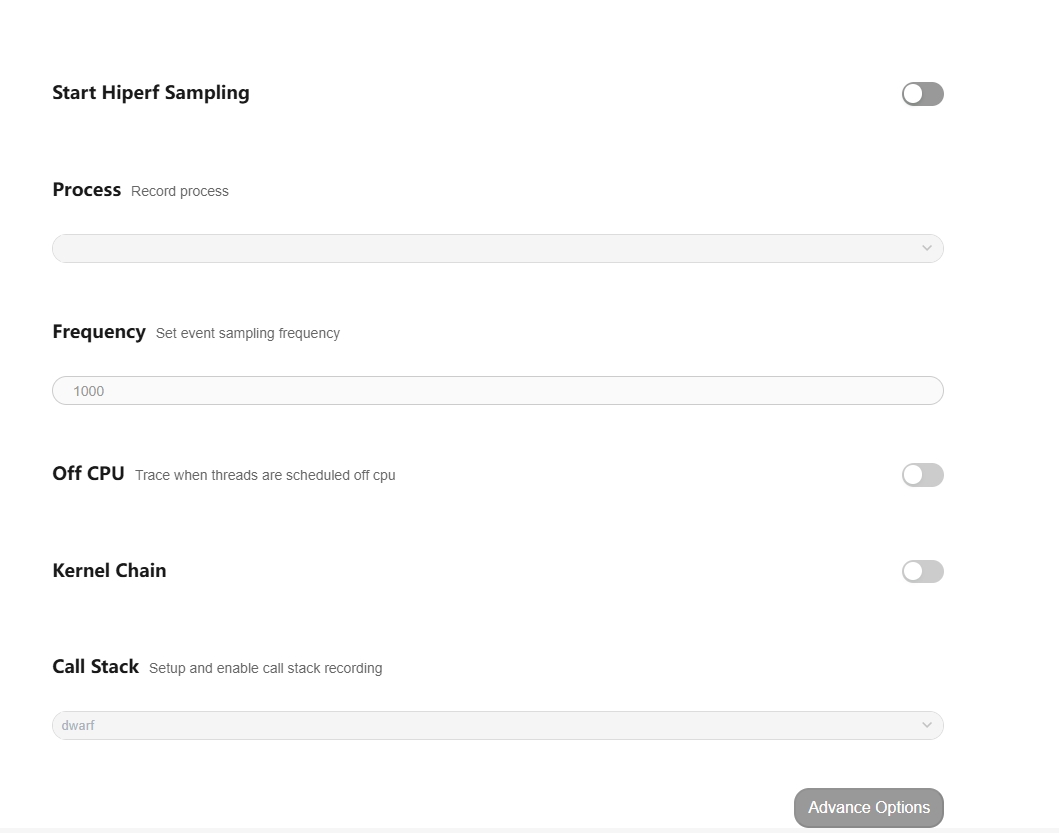 Start Hiperf Sampling
Process Record process
Frequency Set event sampling frequency
1000
Off CPU Trace when threads are scheduled off cpu
Kernel Chain
Call Stack Setup and enable call stack recording
dwarf
Advance Options